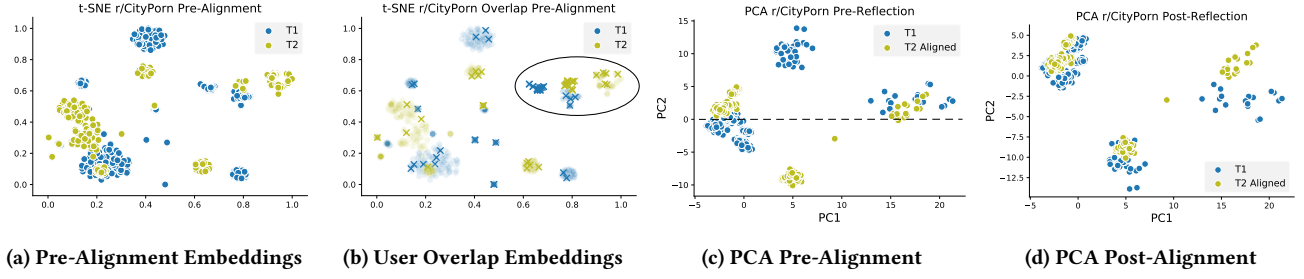 t-SNE r/CityPorn Pre-Alignment
T1
T2
1.0
0.8
0.6
0.4
0.2
0.0
0.0 0.2 0.4 0.6 0.8 1.0
(a) Pre-Alignment Embeddings
t-SNE r/CityPorn Overlap Pre-Alignment
T1
T2
1.0
0.8
0.6
0.4
0.2
0.0
0.0 0.2 0.4 0.6 0.8 1.0
(b) User Overlap Embeddings
PCA r/CityPorn Pre-Reflection
T1
T2 Aligned
PC2
15
10
5
0
−5
−10
−5 0 5 10 15 20
PC1
(c) PCA Pre-Alignment
PCA r/CityPorn Post-Reflection
PC2
5.0
2.5
0.0
−2.5
−5.0
−7.5
−10.0
−12.5
T1
T2 Aligned
−5 0 5 10 15 20
PC1
(d) PCA Post-Alignment